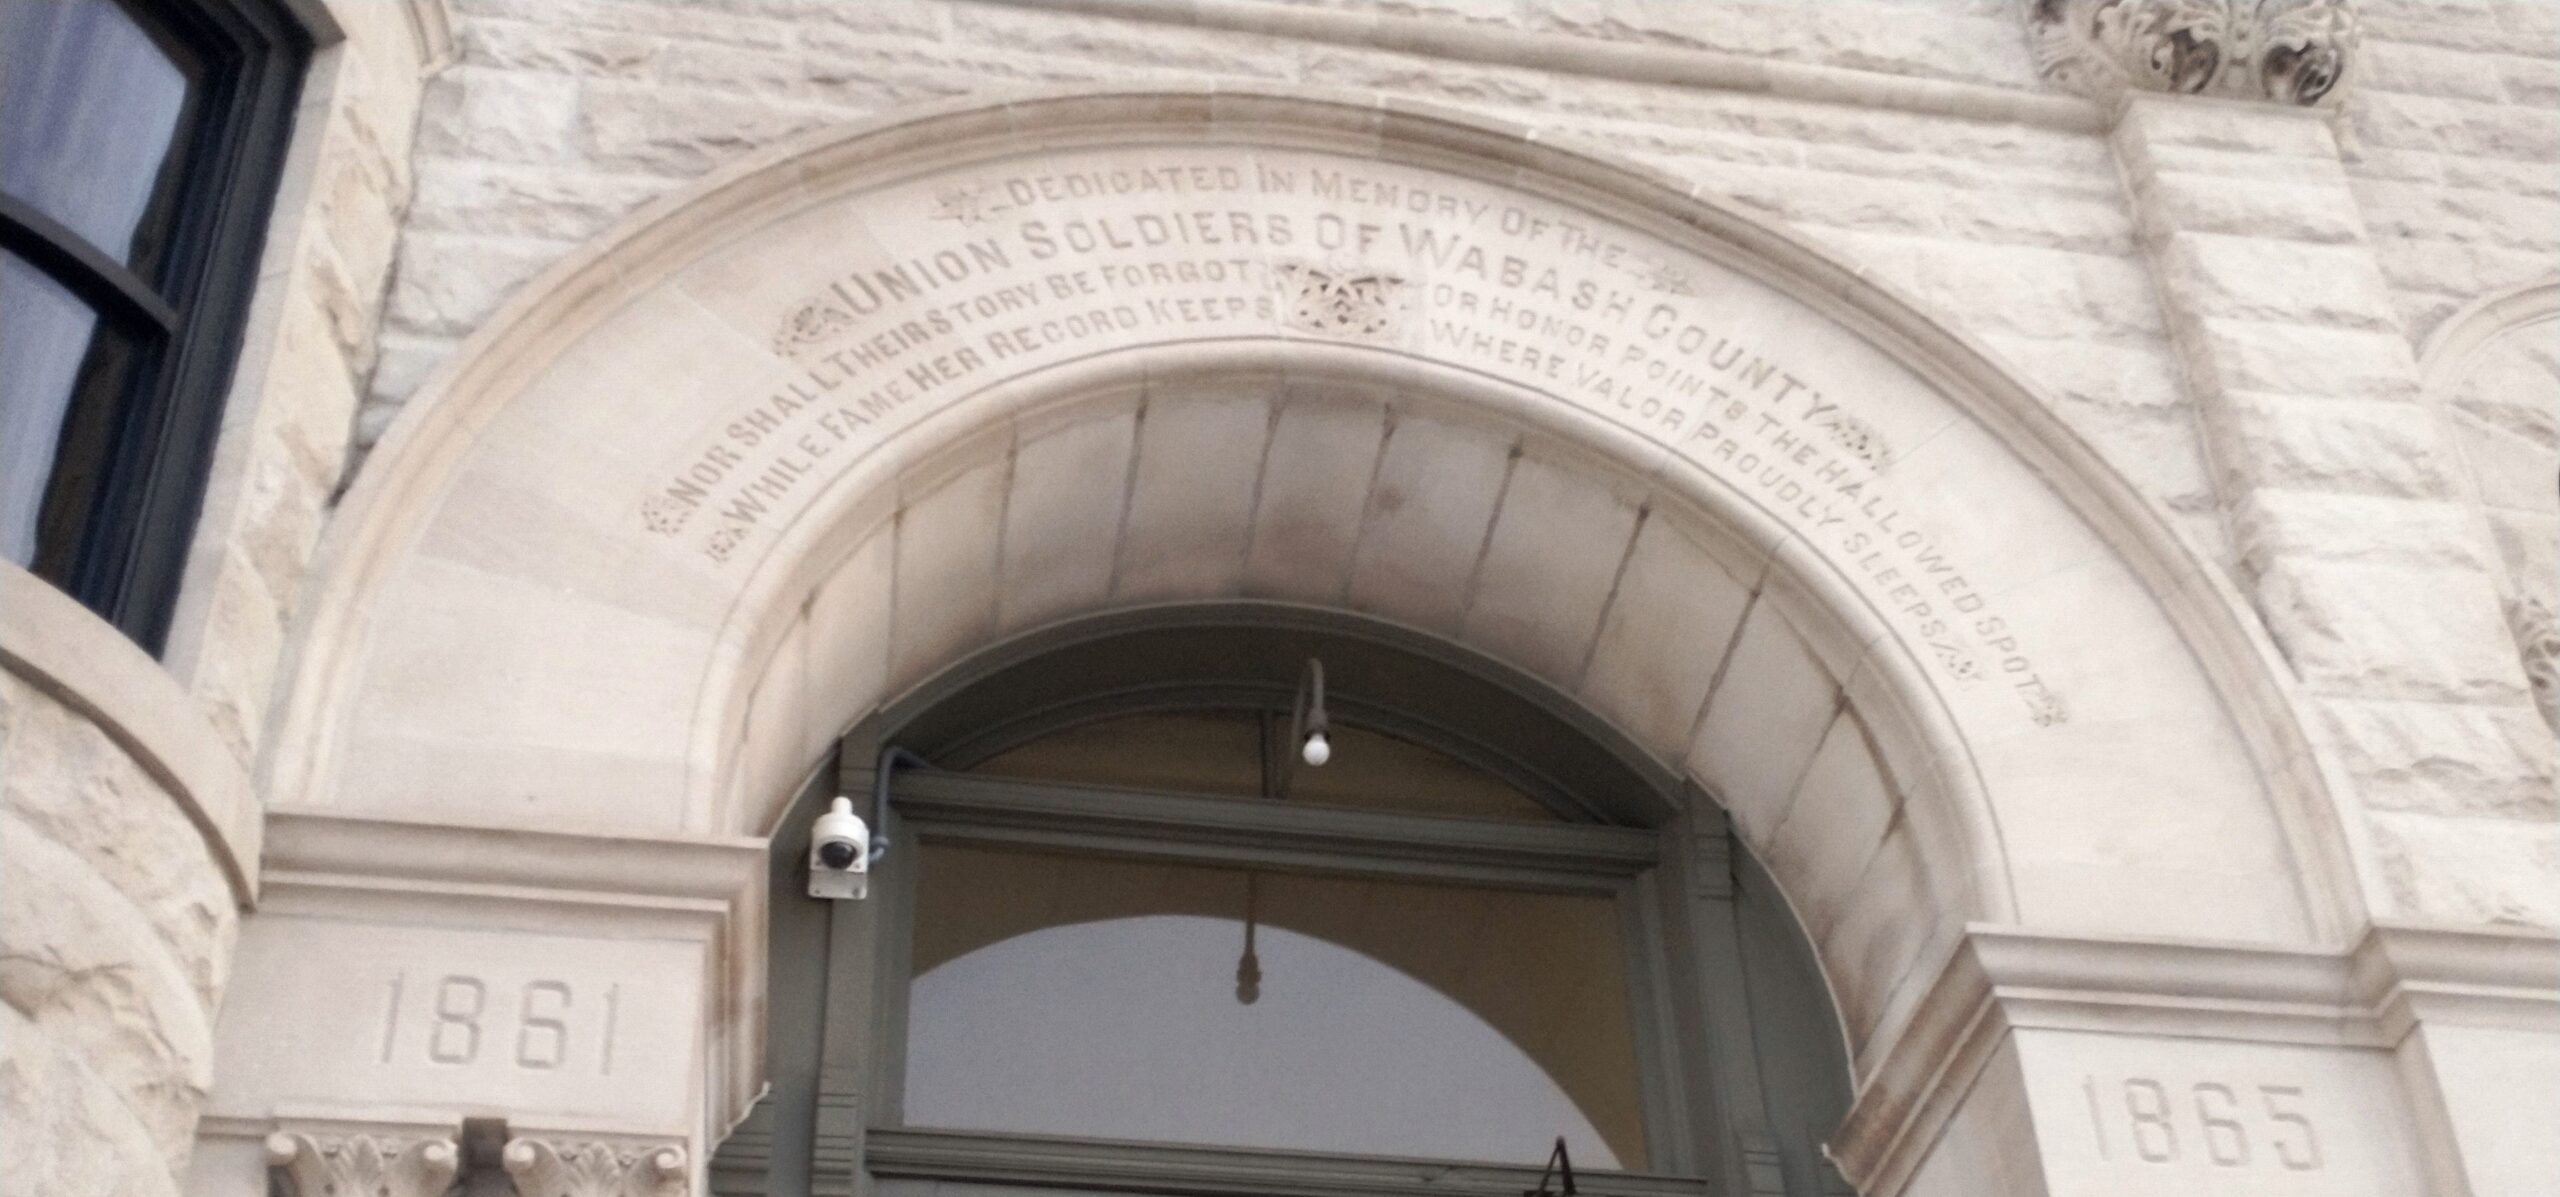 DEDICATED IN MEMORY OF THE
UNION SOLDIERS OF WABASH COUNTY
NOR SHALL THEIR STORY BE FORGOT
WHILE FAME HER RECORD KEEPS
OR HONOR POINTS THE HALLOWED SPOT
WHERE VALOR PROUDLY SLEEPS
1861
1865